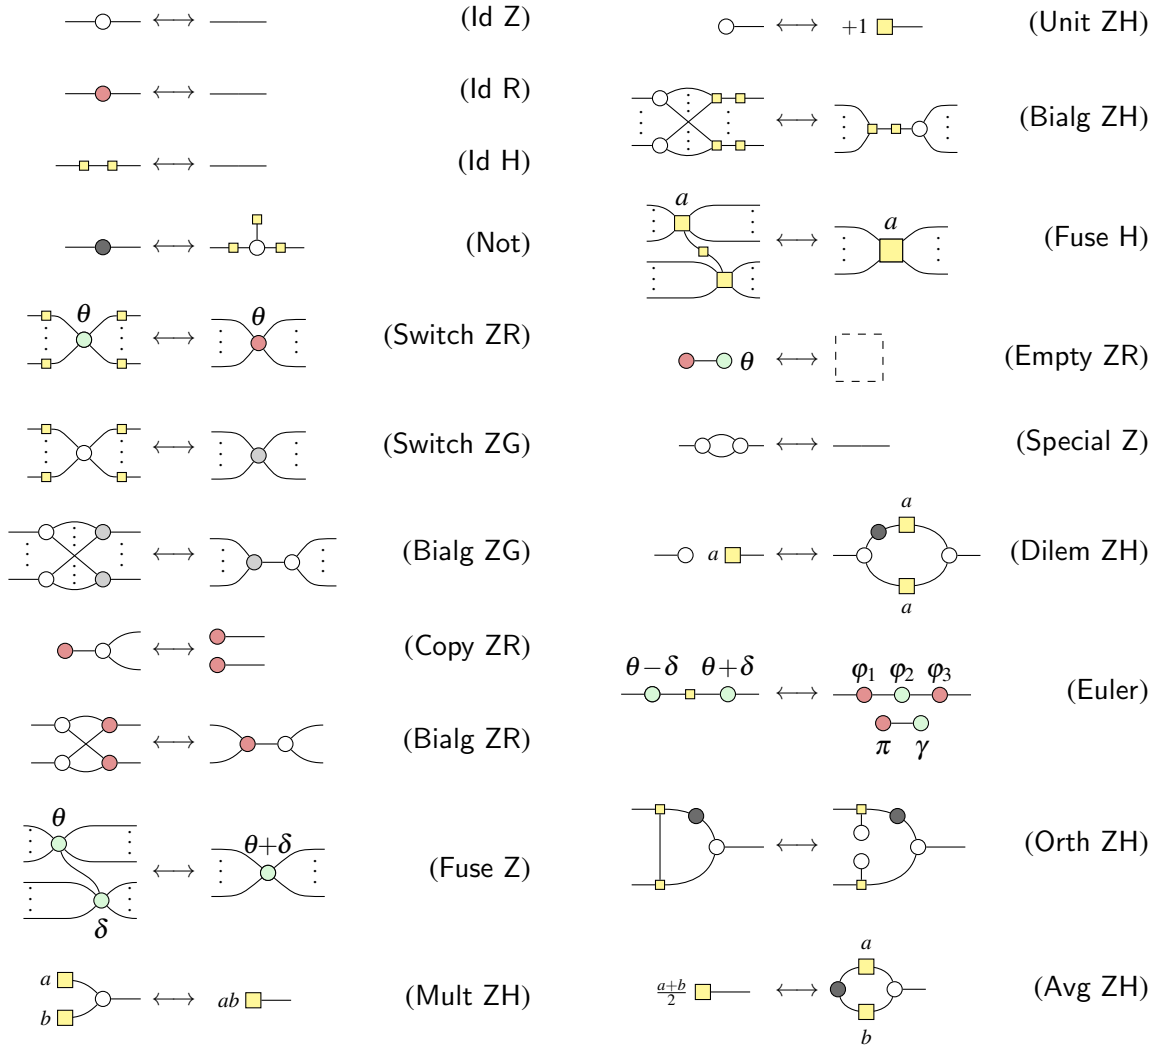 (Id Z)
(Id R)
(Id H)
(Not)
θ
θ
(Switch ZR)
(Switch ZG)
(Bialg ZG)
(Copy ZR)
(Bialg ZR)
θ
θ+δ
δ
(Fuse Z)
a
b
ab
(Mult ZH)
+1
(Unit ZH)
(Bialg ZH)
a
a
(Fuse H)
θ
(Empty ZR)
(Special Z)
a
a
a
(Dilem ZH)
θ−δ θ+δ
φ1 φ2 φ3
π γ
(Euler)
(Orth ZH)
a+b
2
a
b
(Avg ZH)